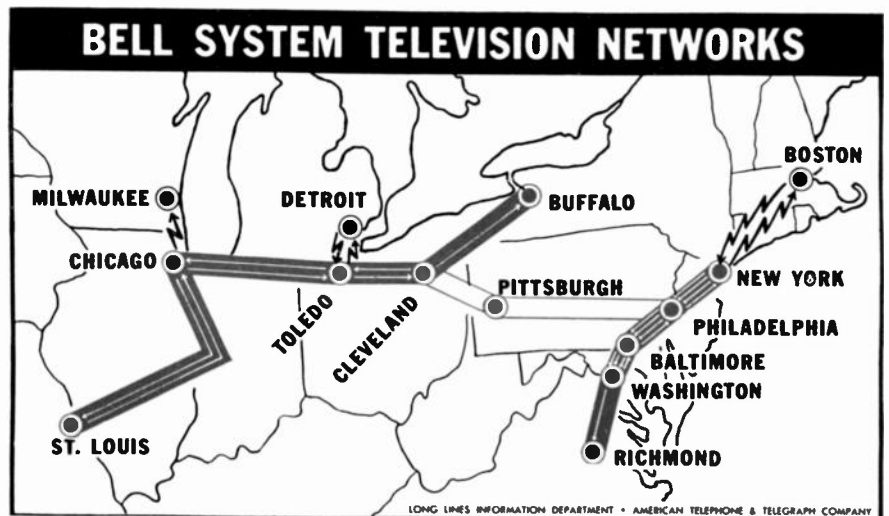 BELL SYSTEM TELEVISION NETWORKS
BOSTON
MILWAUKEE
DETROIT
BUFFALO
CHICAGO
NEW YORK
PITTSBURGH
TOLEDO
CLEVELAND
PHILADELPHIA
BALTIMORE
WASHINGTON
ST. LOUIS
RICHMOND
LONG LINES INFORMATION DEPARTMENT • AMERICAN TELEPHONE & TELEGRAPH COMPANY